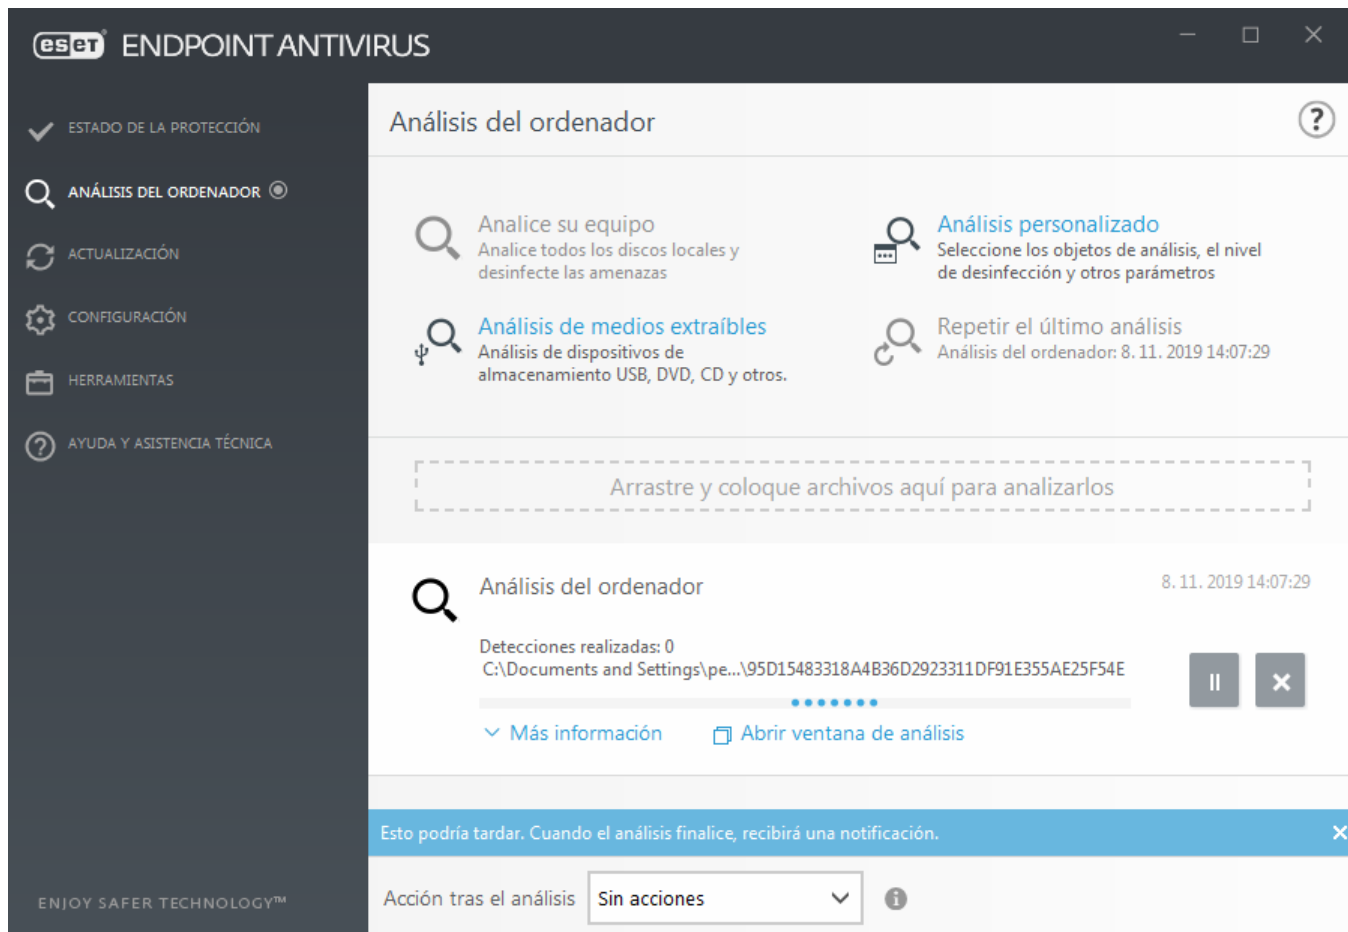 eset ENDPOINT ANTIVIRUS
ESTADO DE LA PROTECCIÓN
ANÁLISIS DEL ORDENADOR
ACTUALIZACIÓN
CONFIGURACIÓN
HERRAMIENTAS
AYUDA Y ASISTENCIA TÉCNICA
ENJOY SAFER TECHNOLOGY™
Análisis del ordenador
?
Analice su equipo
Analice todos los discos locales y
desinfecte las amenazas
Análisis personalizado
Seleccione los objetos de análisis, el nivel
de desinfección y otros parámetros
Análisis de medios extraíbles
Análisis de dispositivos de
almacenamiento USB, DVD, CD y otros.
Repetir el último análisis
Análisis del ordenador: 8. 11. 2019 14:07:29
Arrastre y coloque archivos aquí para analizarlos
Análisis del ordenador
8. 11. 2019 14:07:29
Detecciones realizadas: 0
C:\Documents and Settings\pe...\95D15483318A4B36D2923311DF91E355AE25F54E
Más información
Abrir ventana de análisis
Esto podría tardar. Cuando el análisis finalice, recibirá una notificación.
Acción tras el análisis
Sin acciones